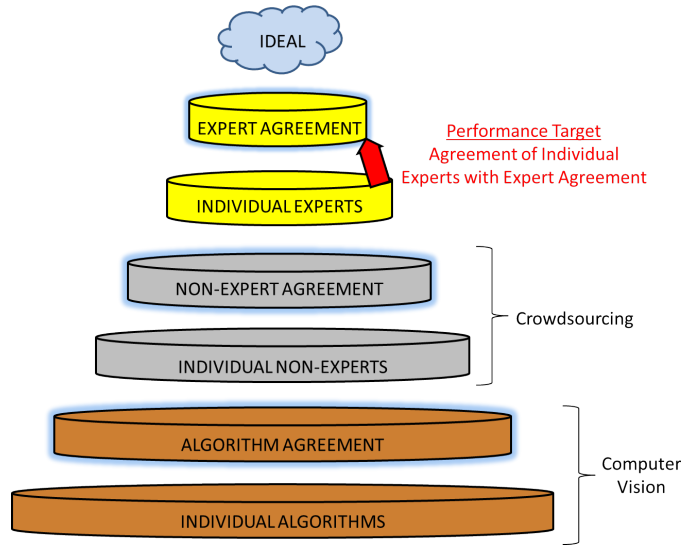 IDEAL
EXPERT AGREEMENT
Performance Target
Agreement of Individual
Experts with Expert Agreement
INDIVIDUAL EXPERTS
NON-EXPERT AGREEMENT
Crowdsourcing
INDIVIDUAL NON-EXPERTS
ALGORITHM AGREEMENT
Computer
Vision
INDIVIDUAL ALGORITHMS